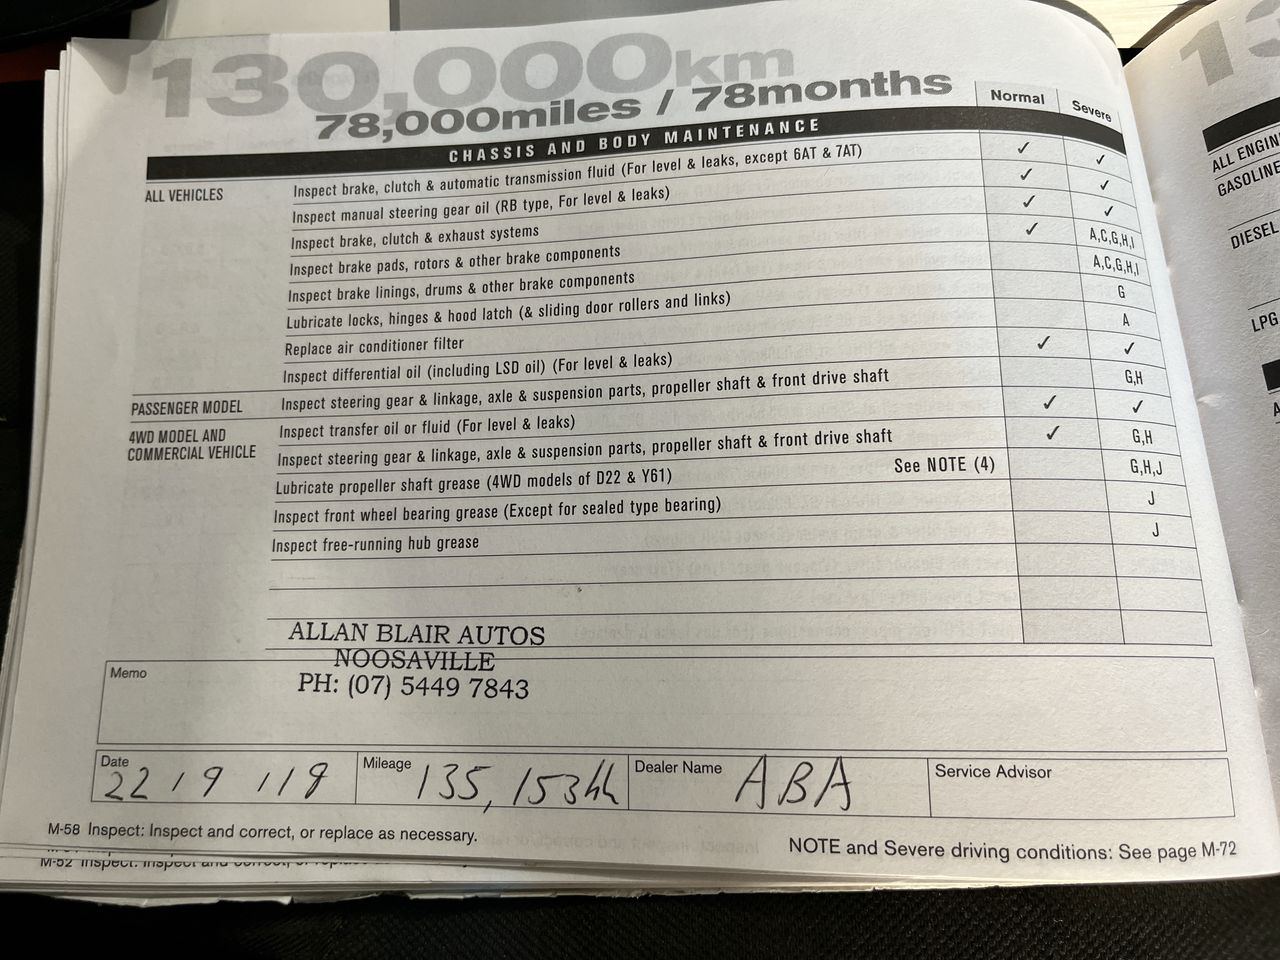 130,000km
78,000miles / 78months
Normal Severe
CHASSIS AND BODY MAINTENANCE
ALL VEHICLES Inspect brake, clutch & automatic transmission fluid (For level & leaks, except 6AT & 7AT) ✓ ✓
Inspect manual steering gear oil (RB type, For level & leaks) ✓ ✓
Inspect brake, clutch & exhaust systems ✓ ✓
Inspect brake pads, rotors & other brake components ✓ A,C,G,H,I
Inspect brake linings, drums & other brake components A,C,G,H,I
Lubricate locks, hinges & hood latch (& sliding door rollers and links) G
Replace air conditioner filter A
Inspect differential oil (including LSD oil) (For level & leaks) ✓ ✓
PASSENGER MODEL Inspect steering gear & linkage, axle & suspension parts, propeller shaft & front drive shaft G,H
4WD MODEL AND COMMERCIAL VEHICLE Inspect transfer oil or fluid (For level & leaks) ✓ ✓
Inspect steering gear & linkage, axle & suspension parts, propeller shaft & front drive shaft ✓ G,H
Lubricate propeller shaft grease (4WD models of D22 & Y61) See NOTE (4) G,H,J
Inspect front wheel bearing grease (Except for sealed type bearing) J
Inspect free-running hub grease J
ALLAN BLAIR AUTOS
NOOSAVILLE
PH: (07) 5449 7843
Memo
Date 22/9/18 Mileage 135,153 Dealer Name ABA Service Advisor
M-58 Inspect: Inspect and correct, or replace as necessary. NOTE and Severe driving conditions: See page M-72
M-52 Inspect: Inspect and correct,
13
ALL ENGIN
GASOLINE
DIESEL
LPG